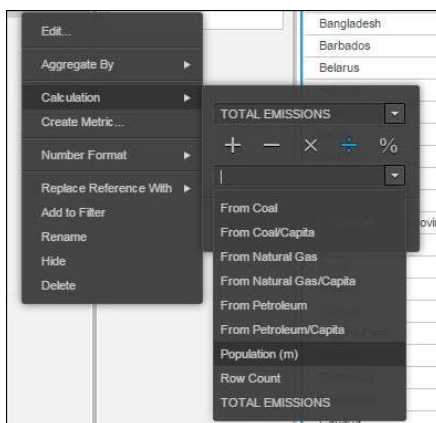 Edit...
Aggregate By
Calculation
Create Metric...
Number Format
Replace Reference With
Add to Filter
Rename
Hide
Delete
TOTAL EMISSIONS
+ − × ÷ %
From Coal
From Coal/Capita
From Natural Gas
From Natural Gas/Capita
From Petroleum
From Petroleum/Capita
Population (m)
Row Count
TOTAL EMISSIONS
Bangladesh
Barbados
Belarus